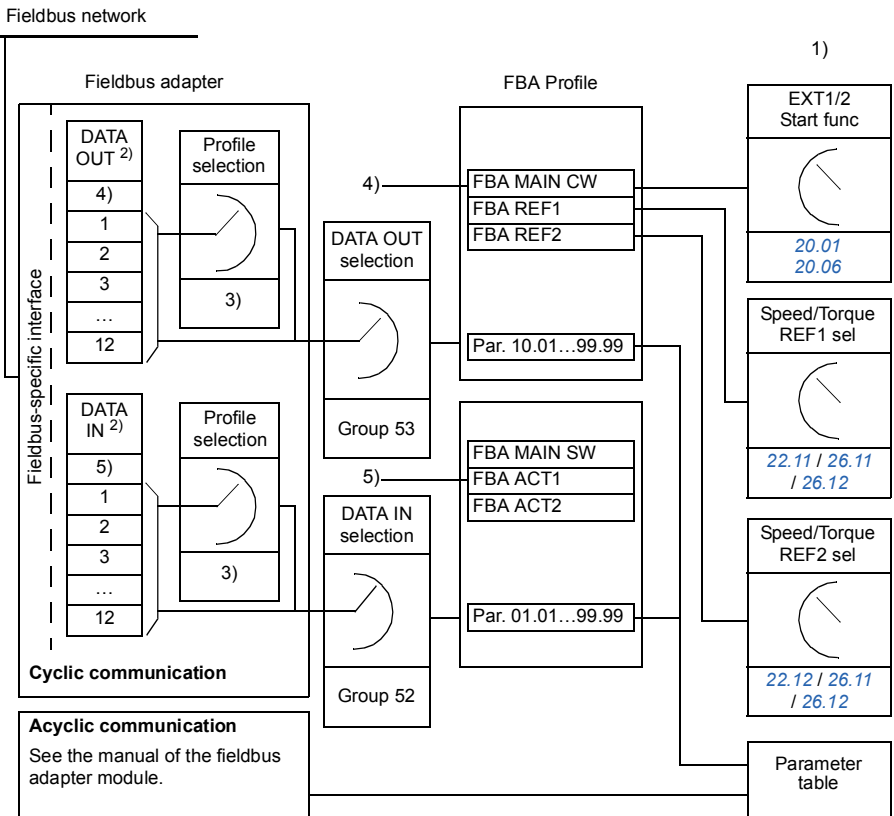 Fieldbus network
1)
Fieldbus adapter
FBA Profile
Fieldbus-specific interface
DATA
OUT 2)
4)
1
2
3
…
12
Profile
selection
3)
DATA
IN 2)
5)
1
2
3
…
12
Profile
selection
3)
Cyclic communication
4)
DATA OUT
selection
Group 53
5)
DATA IN
selection
Group 52
FBA MAIN CW
FBA REF1
FBA REF2
Par. 10.01…99.99
FBA MAIN SW
FBA ACT1
FBA ACT2
Par. 01.01…99.99
EXT1/2
Start func
20.01
20.06
Speed/Torque
REF1 sel
22.11 / 26.11
/ 26.12
Speed/Torque
REF2 sel
22.12 / 26.11
/ 26.12
Acyclic communication
See the manual of the fieldbus
adapter module.
Parameter
table